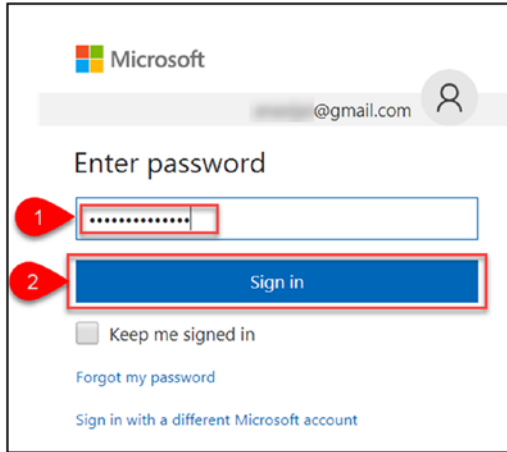 Microsoft
@gmail.com
Enter password
1
2
Sign in
Keep me signed in
Forgot my password
Sign in with a different Microsoft account